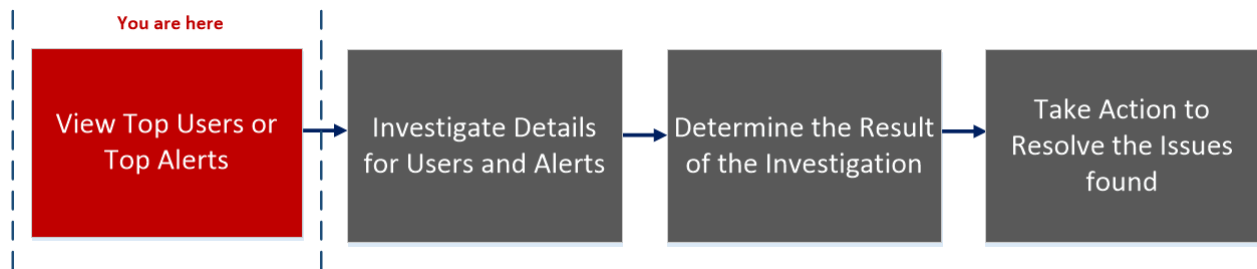 You are here
View Top Users or
Top Alerts
Investigate Details
for Users and Alerts
Determine the Result
of the Investigation
Take Action to
Resolve the Issues
found